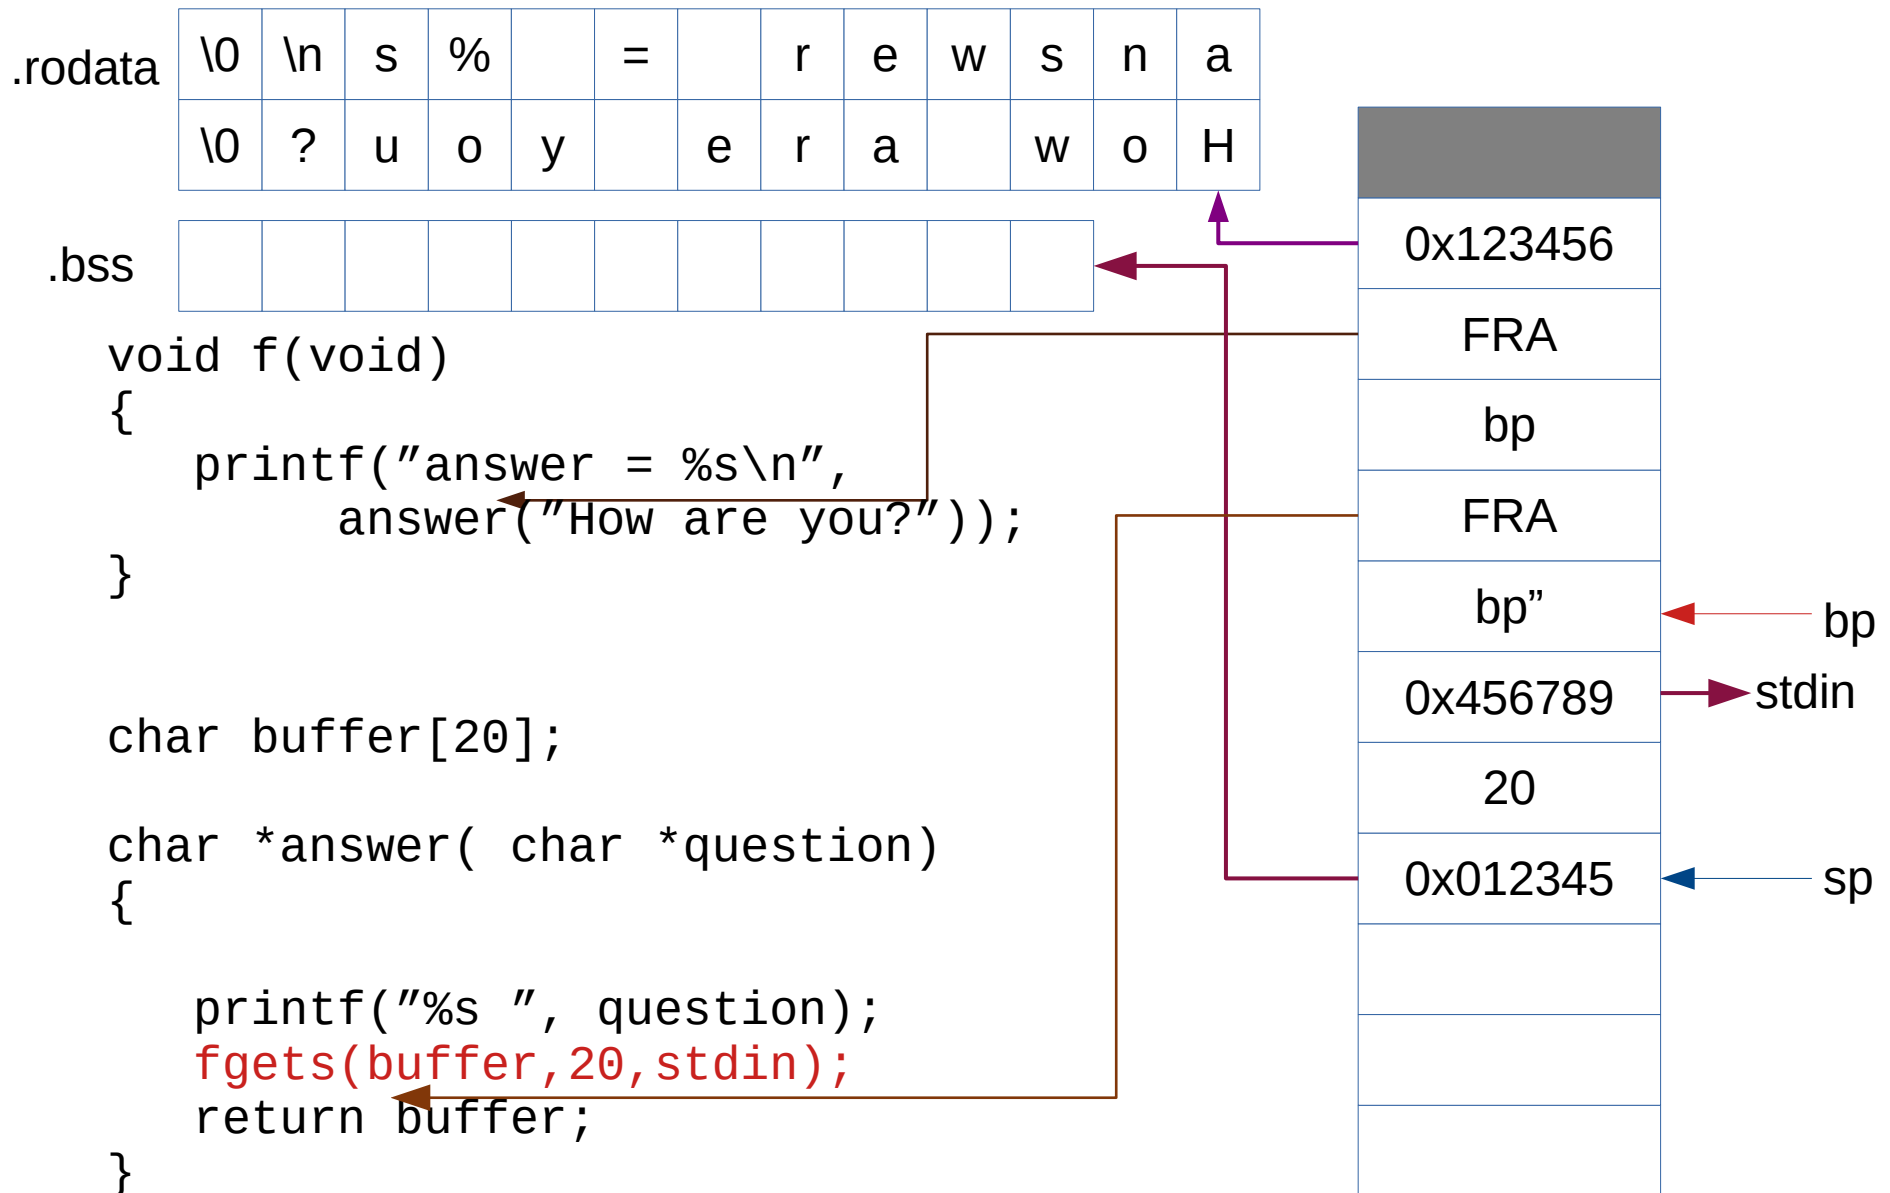 .rodata
\0 \n s % = r e w s n a
\0 ? u o y e r a w o H
.bss
void f(void)
{
printf(”answer = %s\n”,
answer(”How are you?”));
}
char buffer[20];
char *answer( char *question)
{
printf(”%s ”, question);
fgets(buffer,20,stdin);
return buffer;
}
0x123456
FRA
bp
FRA
bp”
bp
0x456789
stdin
20
0x012345
sp